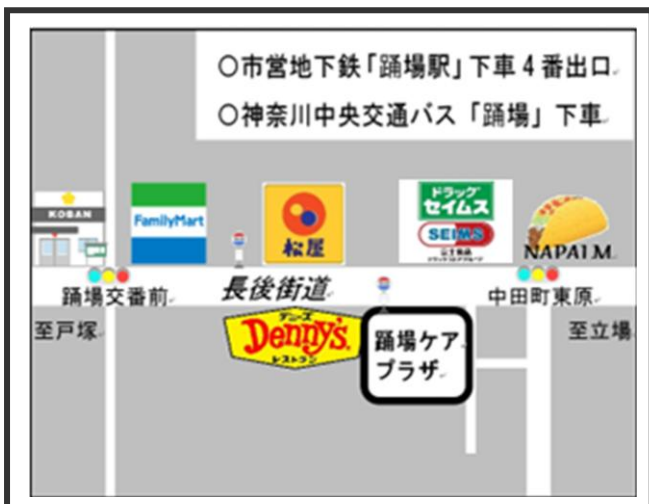 〇市営地下鉄「踊場駅」下車4番出口
〇神奈川中央交通バス「踊場」下車
KOBAN
FamilyMart
松屋
ドラッグ
セイムス
SEIMS
NAPALM
踊場交番前
長後街道
中田町東原
至戸塚
デニーズ
Denny's
レストラン
踊場ケア
プラザ
至立場